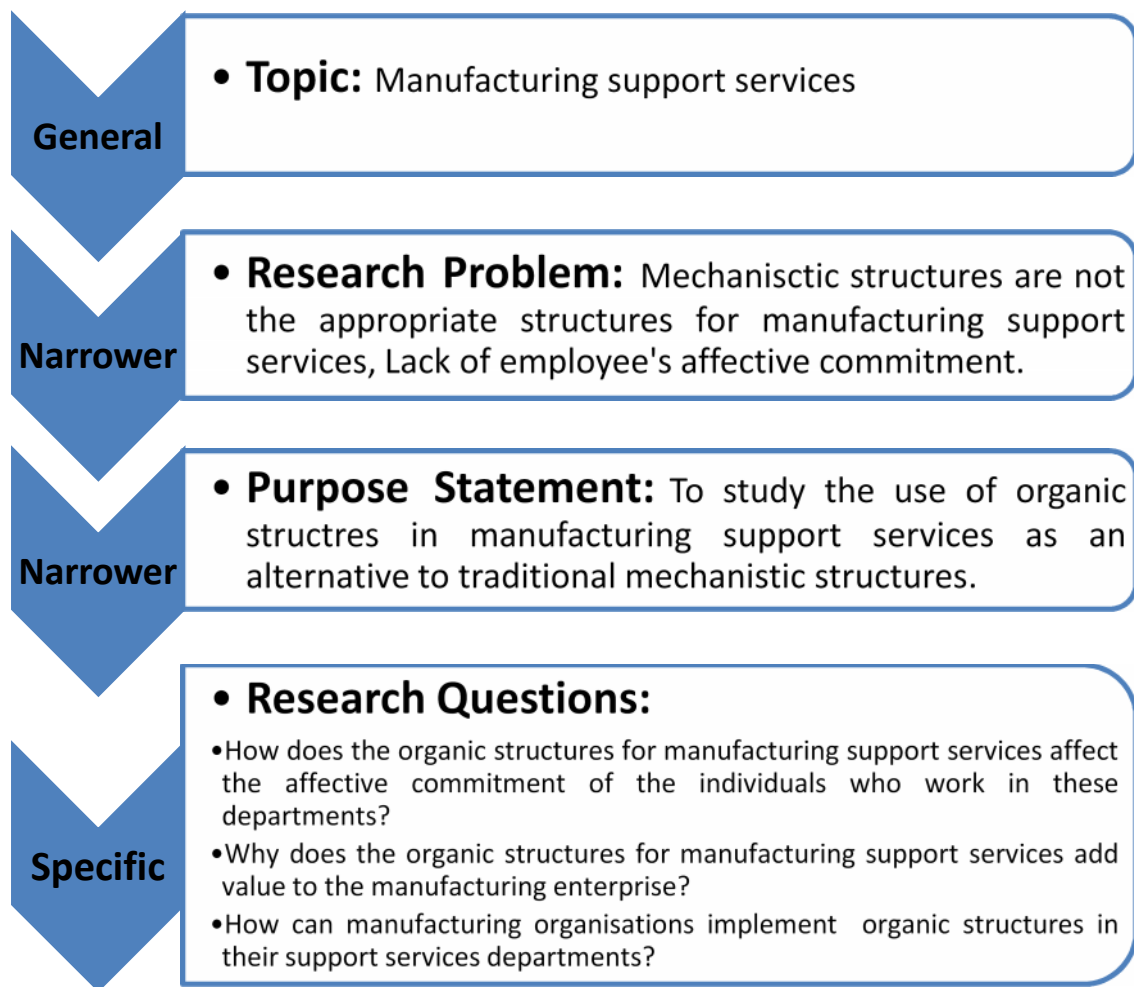 General
• Topic: Manufacturing support services
Narrower
• Research Problem: Mechanisctic structures are not
the appropriate structures for manufacturing support
services, Lack of employee's affective commitment.
Narrower
• Purpose Statement: To study the use of organic
structres in manufacturing support services as an
alternative to traditional mechanistic structures.
Specific
• Research Questions:
•How does the organic structures for manufacturing support services affect
the affective commitment of the individuals who work in these
departments?
•Why does the organic structures for manufacturing support services add
value to the manufacturing enterprise?
•How can manufacturing organisations implement organic structures in
their support services departments?